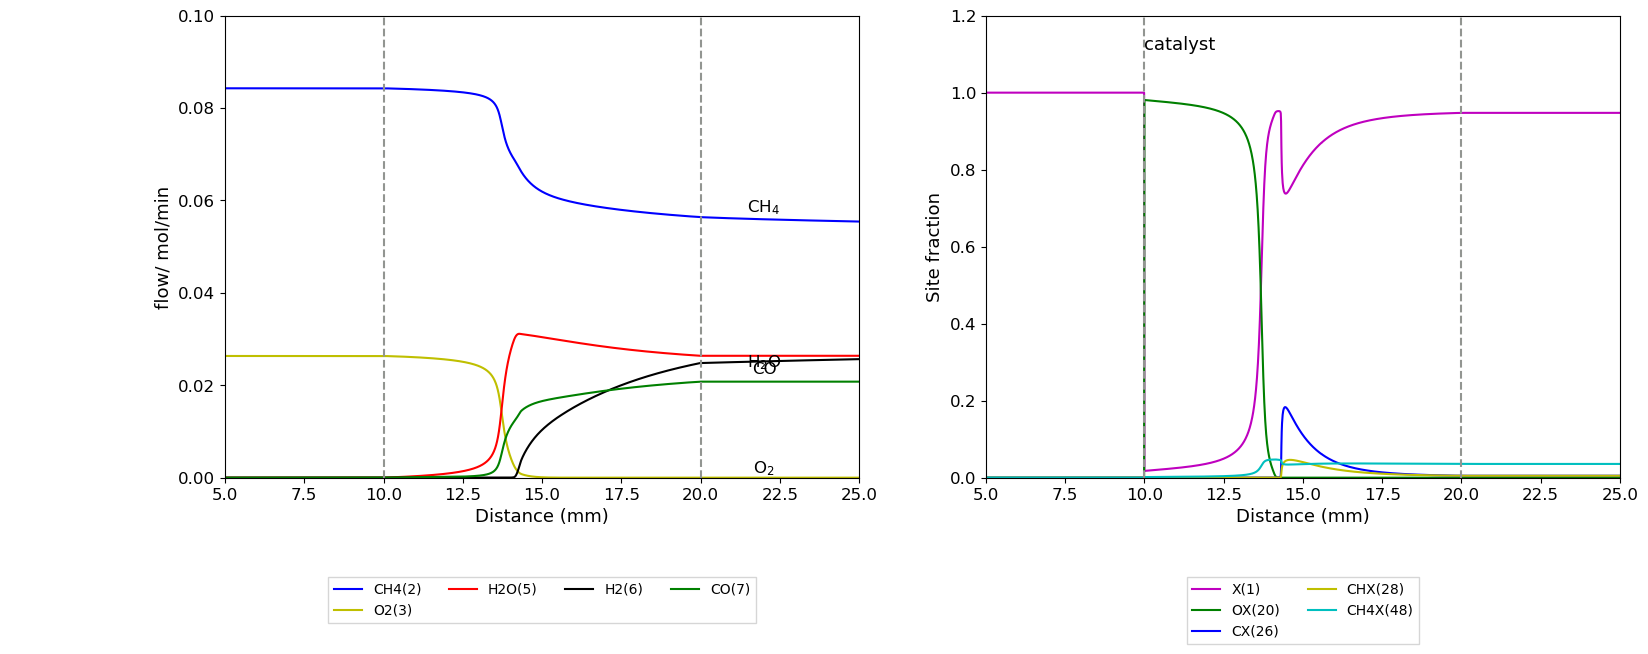 0.10
0.08
0.06
0.04
0.02
0.00
flow/ mol/min
CH4
H2O
CO
O2
5.0 7.5 10.0 12.5 15.0 17.5 20.0 22.5 25.0
Distance (mm)
CH4(2) H2O(5) H2(6) CO(7)
O2(3)
1.2
1.0
0.8
0.6
0.4
0.2
0.0
Site fraction
catalyst
5.0 7.5 10.0 12.5 15.0 17.5 20.0 22.5 25.0
Distance (mm)
X(1) CHX(28)
OX(20) CH4X(48)
CX(26)